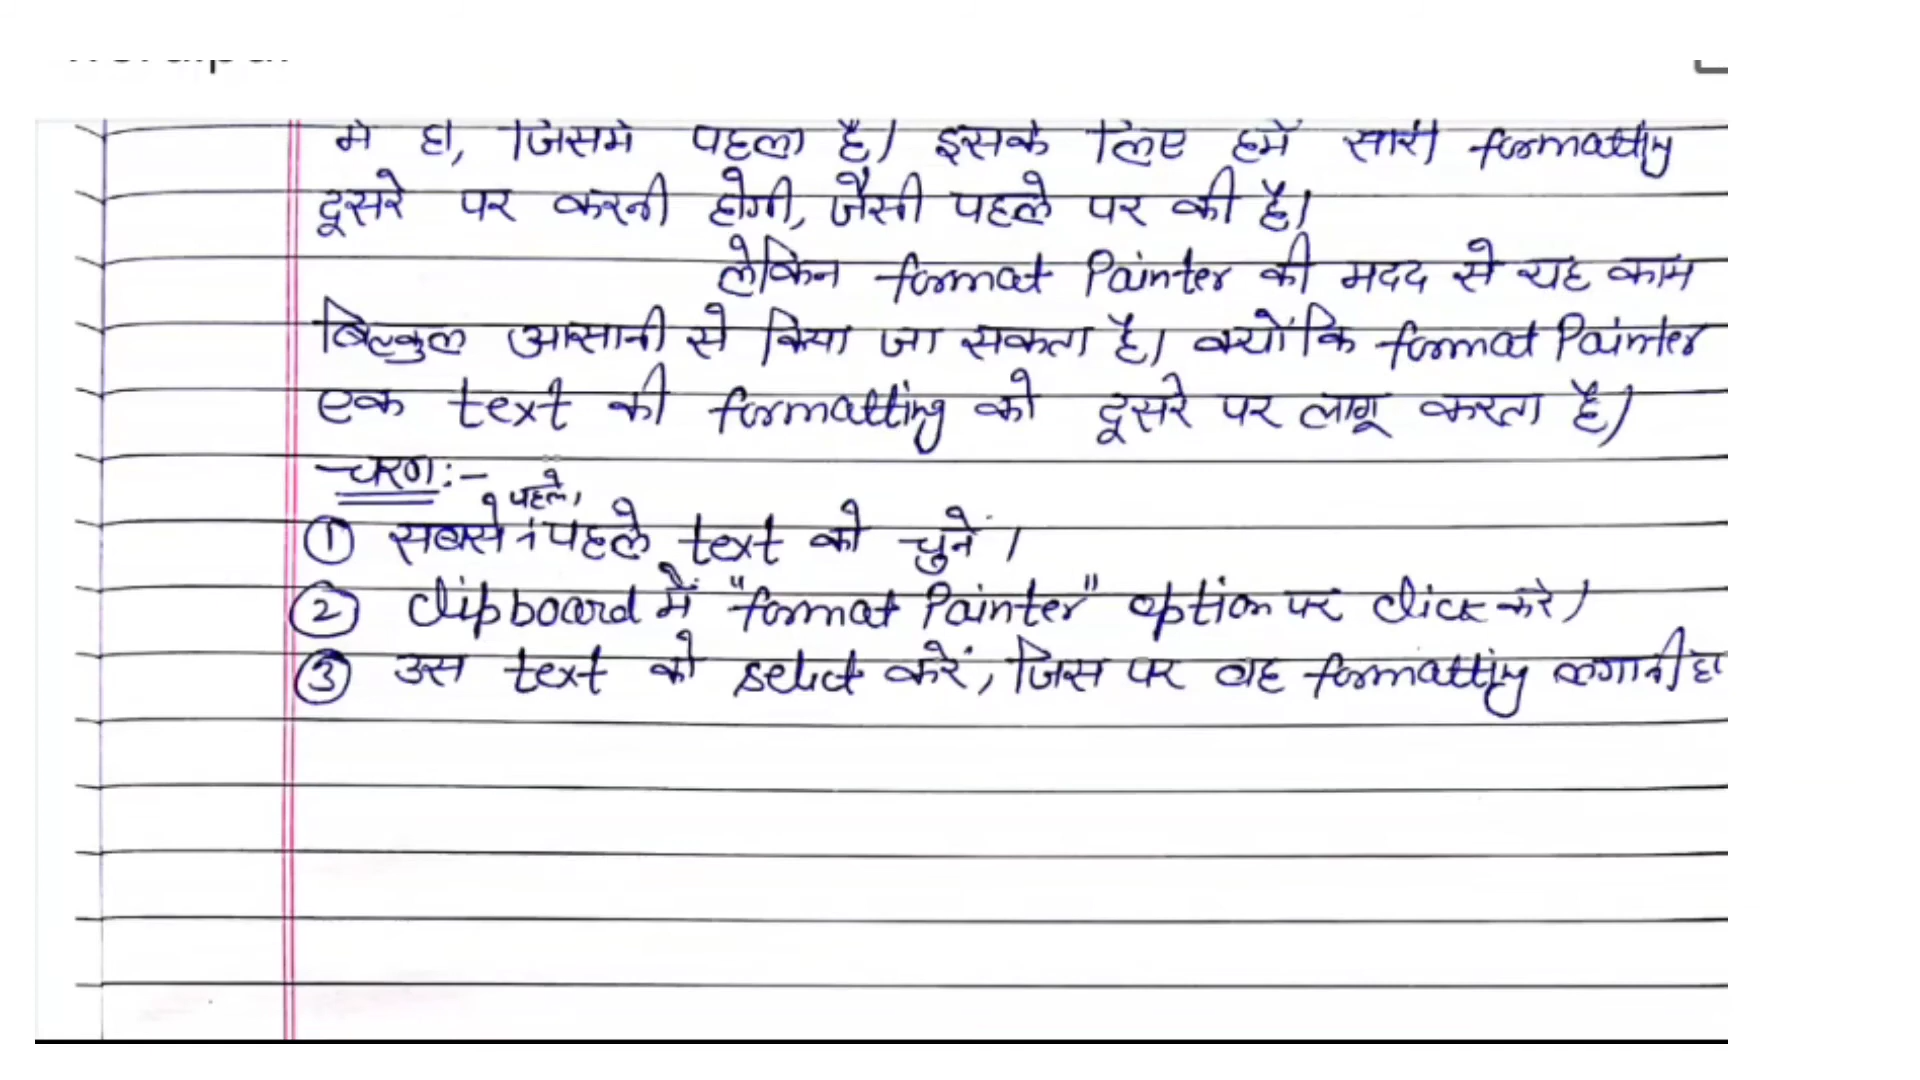 में हो, जिसमें पहला है। इसके लिए हमें सारी formatting
दूसरे पर करनी होगी, जैसी पहले पर की है।
लेकिन format Painter की मदद से यह काम
बिल्कुल आसानी से किया जा सकता है। क्योंकि format Painter
एक text की formatting को दूसरे पर लागू करता है।
चरण:-
पहले,
① सबसे पहले text को चुने।
② clipboard में "format Painter" option पर click करे।
③ उस text को select करें, जिस पर वह formatting लगानी हो